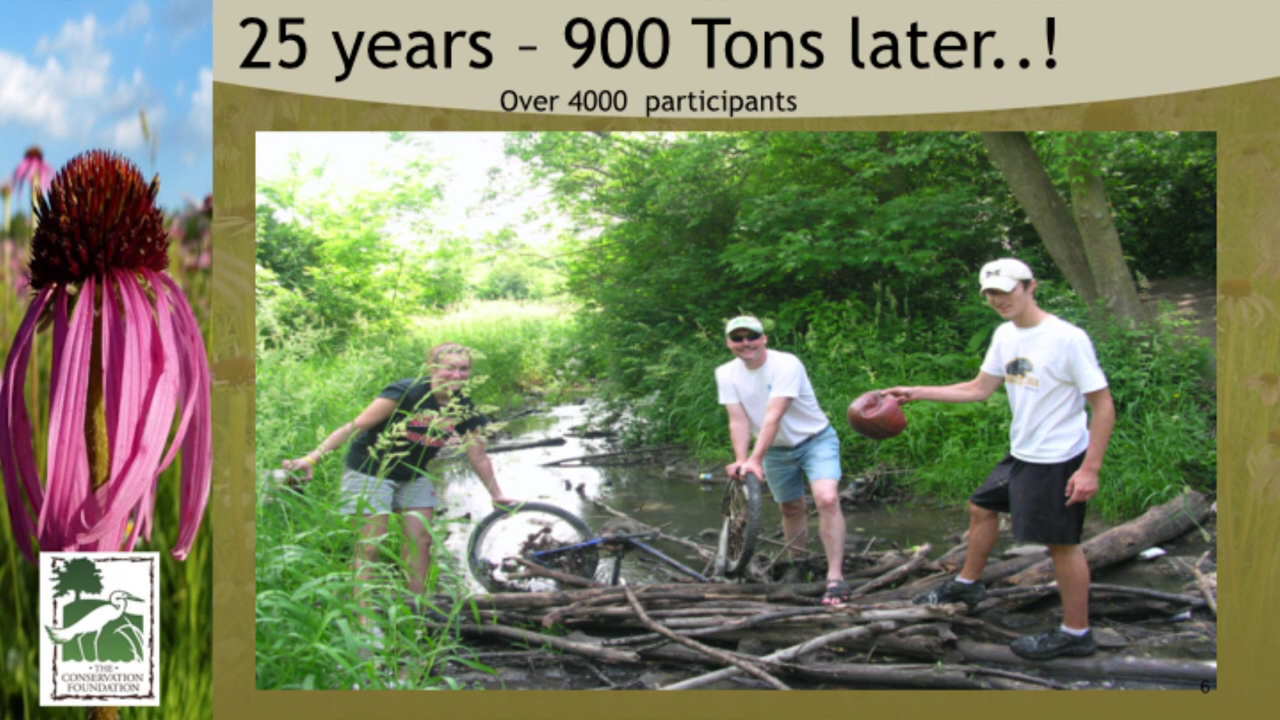 25 years – 900 Tons later..!
Over 4000 participants
6
· THE ·
CONSERVATION
FOUNDATION